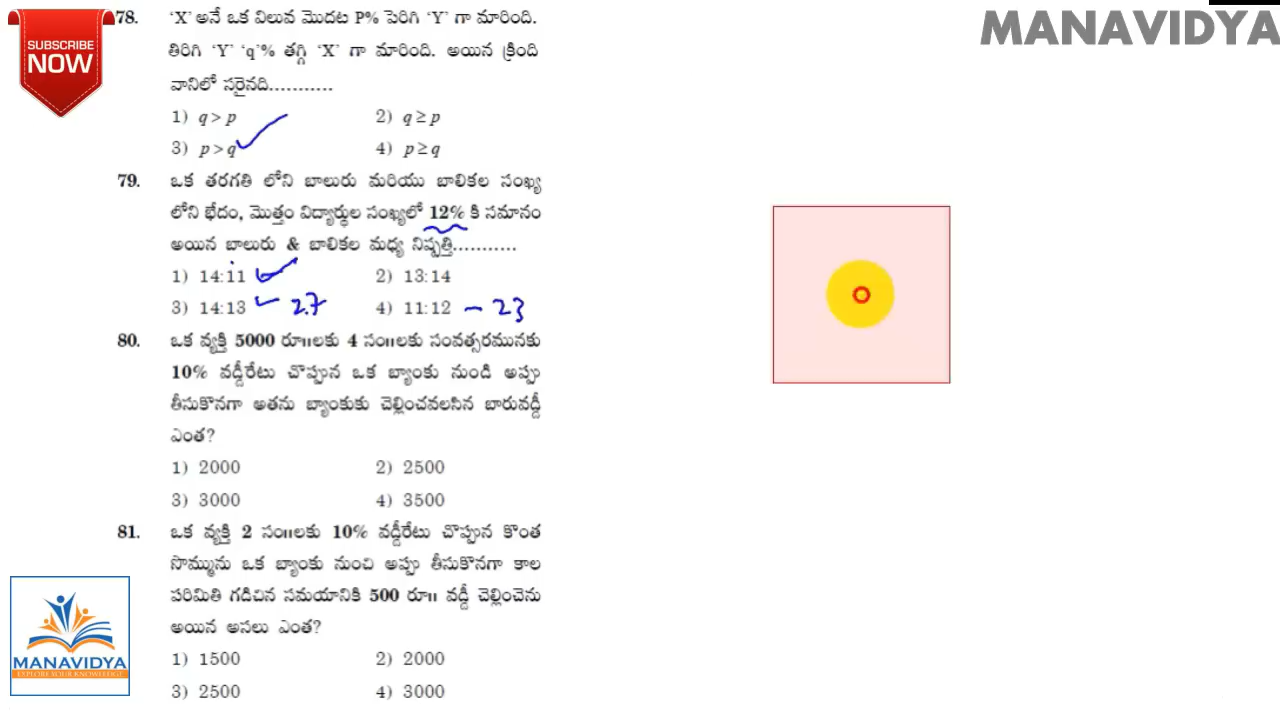 MANAVIDYA
SUBSCRIBE
NOW
78. ‘X’ అనే ఒక విలువ మొదట P% పెరిగి ‘Y’ గా మారింది.
తిరిగి ‘Y’ ‘q’% తగ్గి ‘X’ గా మారింది. అయిన క్రింది
వానిలో సరైనది...........
1) q > p 2) q ≥ p
3) p > q 4) p ≥ q
79. ఒక తరగతి లోని బాలురు మరియు బాలికల సంఖ్య
లోని భేదం, మొత్తం విద్యార్థుల సంఖ్యలో 12% కి సమానం
అయిన బాలురు & బాలికల మధ్య నిష్పత్తి...........
1) 14:11 2) 13:14
3) 14:13 27 4) 11:12 – 23
80. ఒక వ్యక్తి 5000 రూ॥లకు 4 సం॥లకు సంవత్సరమునకు
10% వడ్డీరేటు చొప్పున ఒక బ్యాంకు నుండి అప్పు
తీసుకొనగా అతను బ్యాంకుకు చెల్లించవలసిన బారువడ్డీ
ఎంత?
1) 2000 2) 2500
3) 3000 4) 3500
81. ఒక వ్యక్తి 2 సం॥లకు 10% వడ్డీరేటు చొప్పున కొంత
సొమ్మును ఒక బ్యాంకు నుంచి అప్పు తీసుకొనగా కాల
పరిమితి గడిచిన సమయానికి 500 రూ॥ వడ్డీ చెల్లించెను
అయిన అసలు ఎంత?
1) 1500 2) 2000
3) 2500 4) 3000
MANAVIDYA
EXPLORE YOUR KNOWLEDGE!